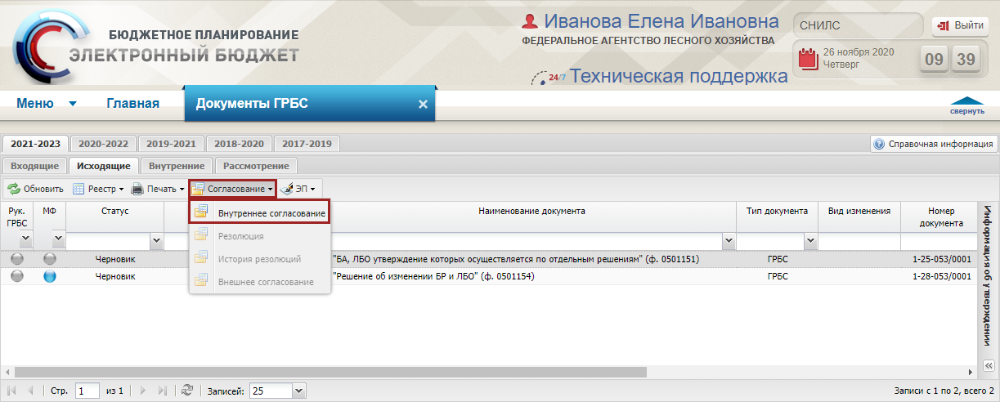 БЮДЖЕТНОЕ ПЛАНИРОВАНИЕ
ЭЛЕКТРОННЫЙ БЮДЖЕТ
Иванова Елена Ивановна
ФЕДЕРАЛЬНОЕ АГЕНТСТВО ЛЕСНОГО ХОЗЯЙСТВА
24/7 Техническая поддержка
СНИЛС
Выйти
26 ноября 2020
Четверг
09 39
Меню Главная Документы ГРБС
свернуть
2021-2023 2020-2022 2019-2021 2018-2020 2017-2019 Справочная информация
Входящие Исходящие Внутренние Рассмотрение
Обновить Реестр Печать Согласование ЭП
Внутреннее согласование
Резолюция
История резолюций
Внешнее согласование
Рук. ГРБС МФ Статус Наименование документа Тип документа Вид изменения Номер документа
Черновик "БА, ЛБО утверждение которых осуществляется по отдельным решениям" (ф. 0501151) ГРБС 1-25-053/0001
Черновик "Решение об изменении БР и ЛБО" (ф. 0501154) ГРБС 1-28-053/0001
Информация об утверждении
Стр. 1 из 1 Записей: 25 Записи с 1 по 2, всего 2